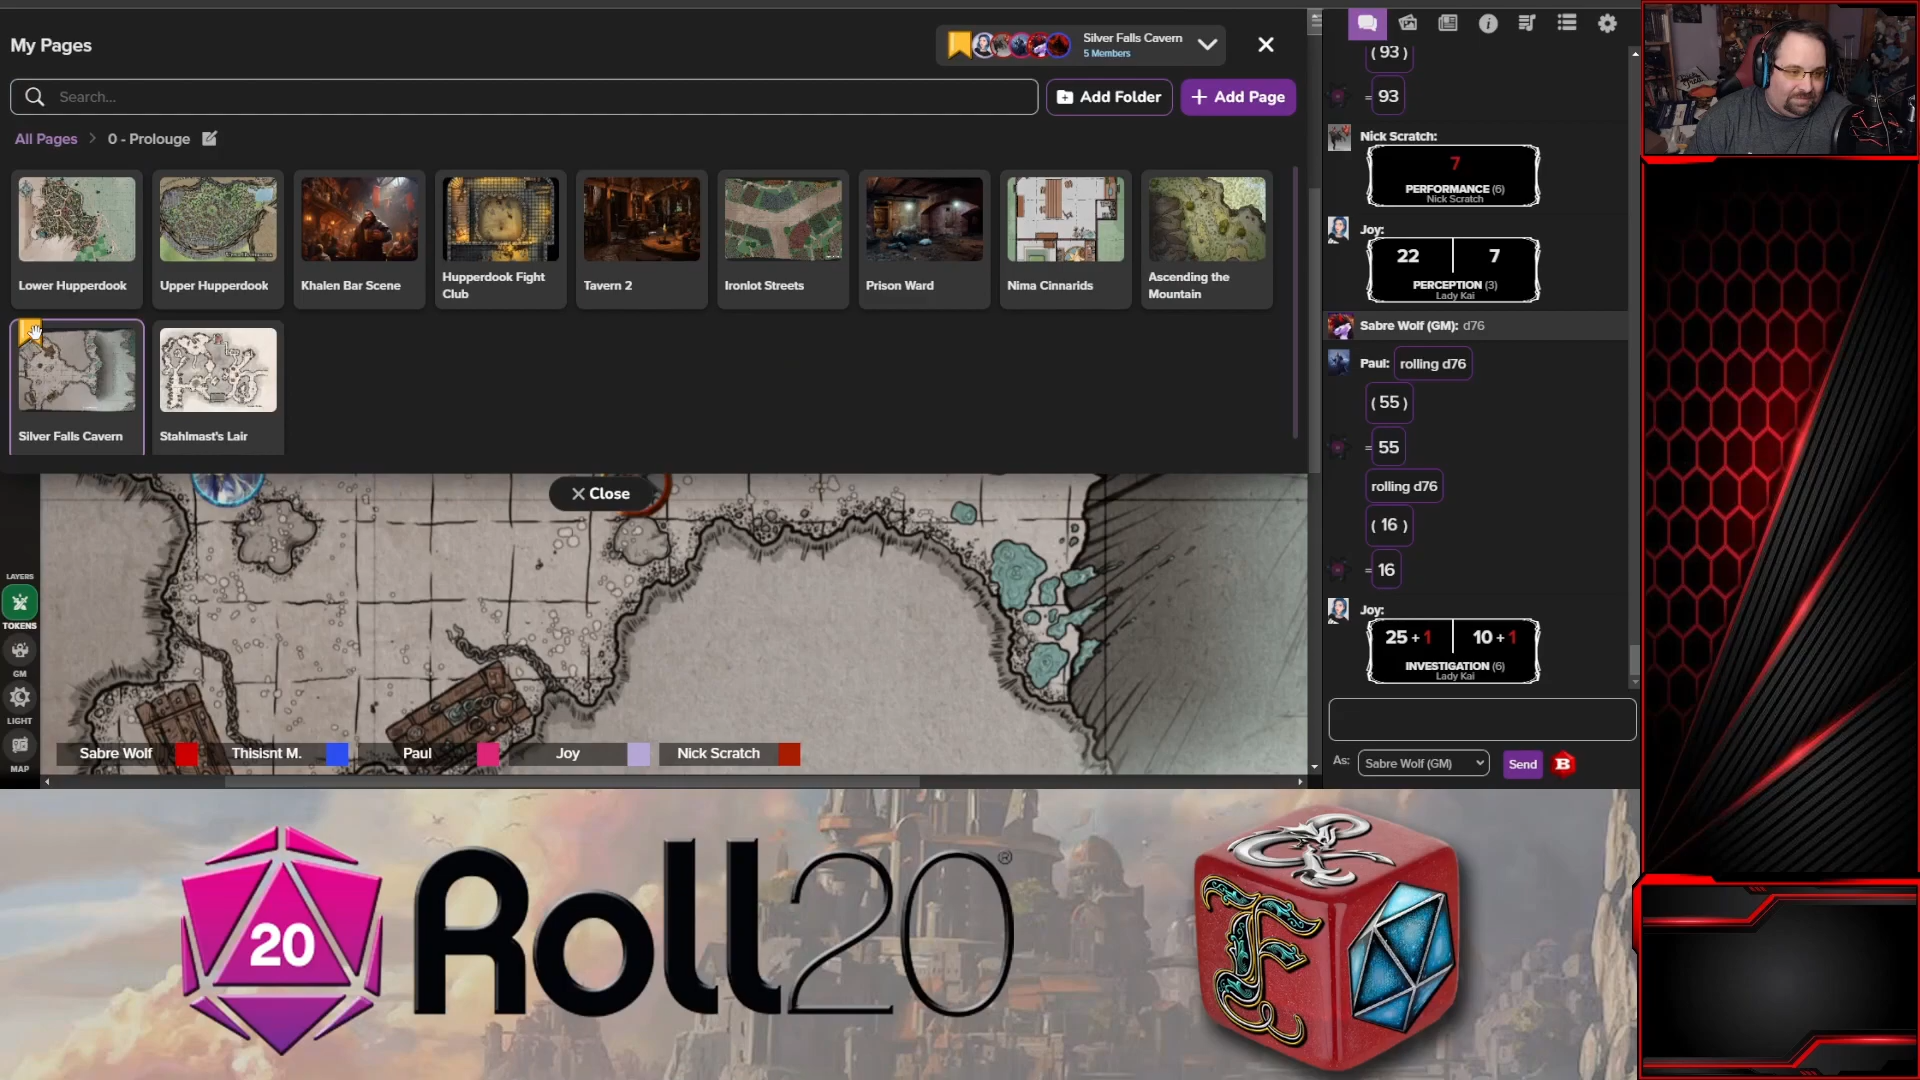 My Pages
Silver Falls Cavern
5 Members
Search...
Add Folder
+ Add Page
All Pages > 0 - Prolouge
Lower Hupperdook
Upper Hupperdook
Khalen Bar Scene
Hupperdook Fight
Club
Tavern 2
Ironlot Streets
Prison Ward
Nima Cinnarids
Ascending the
Mountain
Silver Falls Cavern
Stahlmast's Lair
Close
LAYERS
TOKENS
GM
LIGHT
MAP
Sabre Wolf
Thisisnt M.
Paul
Joy
Nick Scratch
( 93 )
= 93
Nick Scratch:
7
PERFORMANCE (6)
Nick Scratch
Joy:
22 7
PERCEPTION (3)
Lady Kai
Sabre Wolf (GM): d76
Paul: rolling d76
( 55 )
= 55
rolling d76
( 16 )
= 16
Joy:
25 + 1 10 + 1
INVESTIGATION (6)
Lady Kai
As: Sabre Wolf (GM)
Send
B
20
Roll20®
E